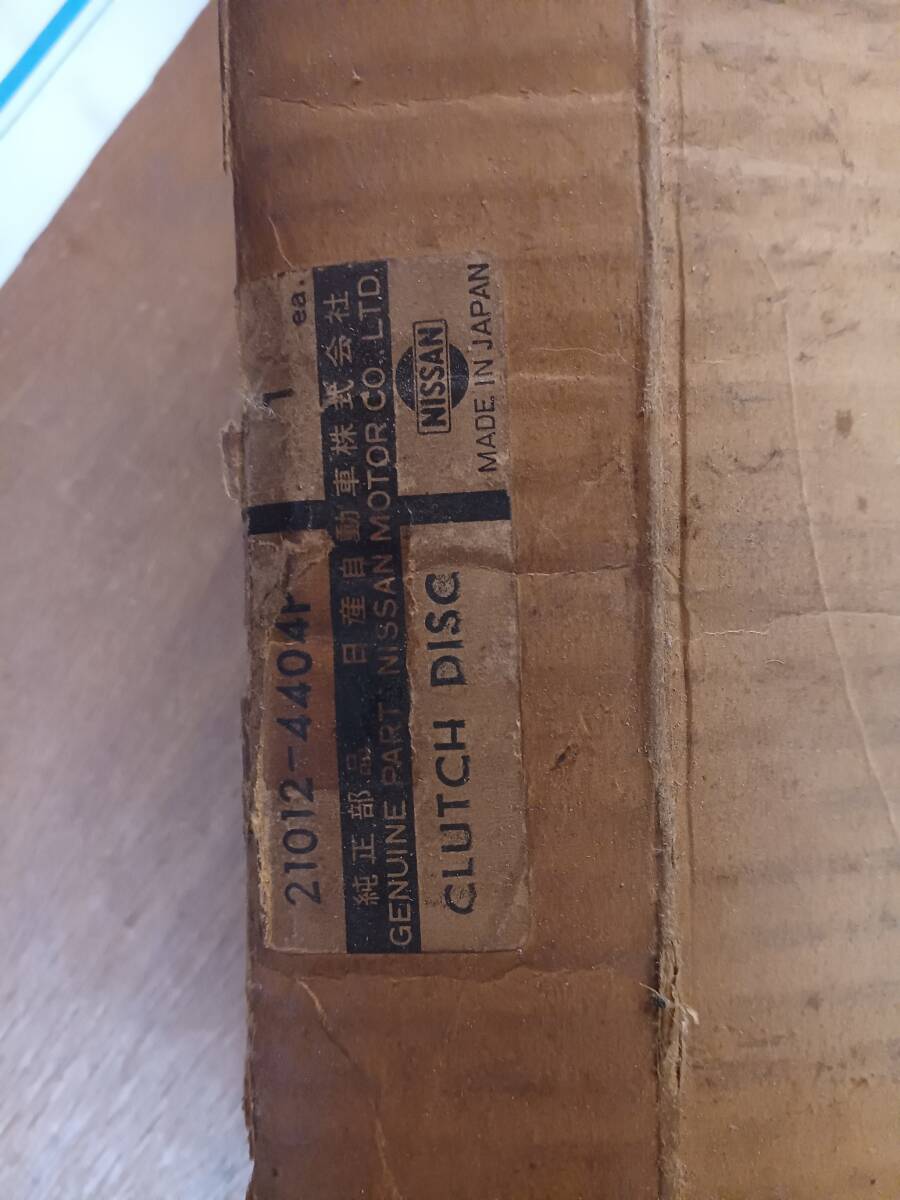 21012-4404
1 ea.
純正部品 日産自動車株式会社
GENUINE PARTS NISSAN MOTOR CO., LTD.
CLUTCH DISC
NISSAN
MADE IN JAPAN